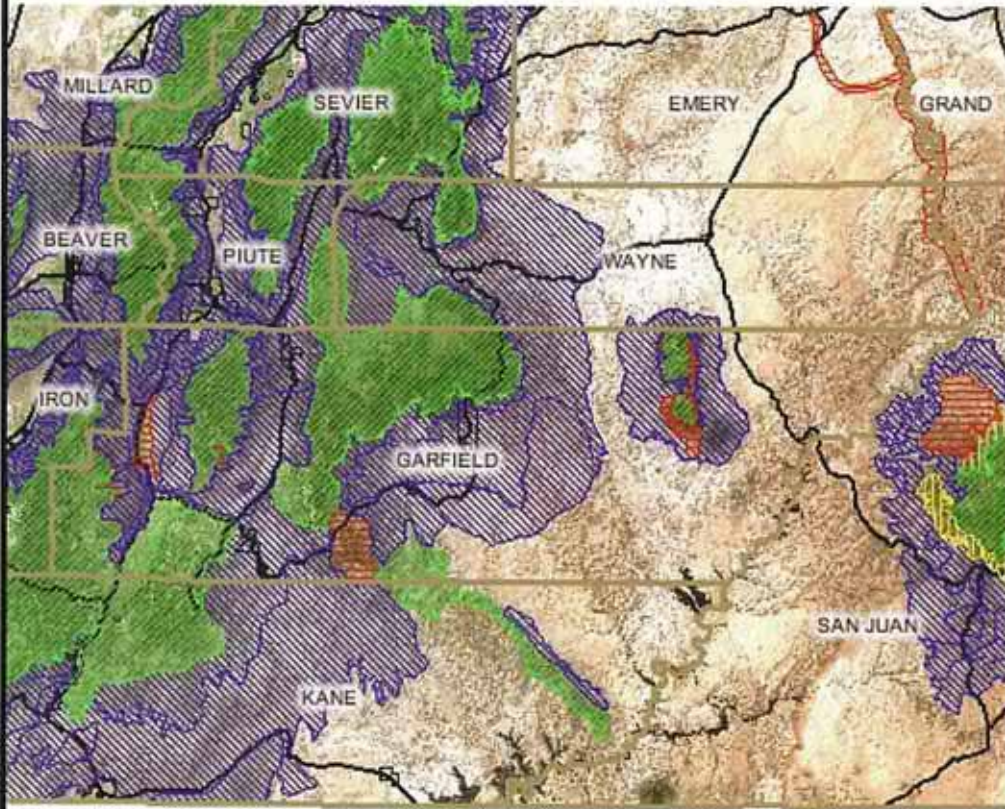 MILLARD
SEVIER
EMERY
GRAND
BEAVER
PIUTE
WAYNE
IRON
GARFIELD
SAN JUAN
KANE